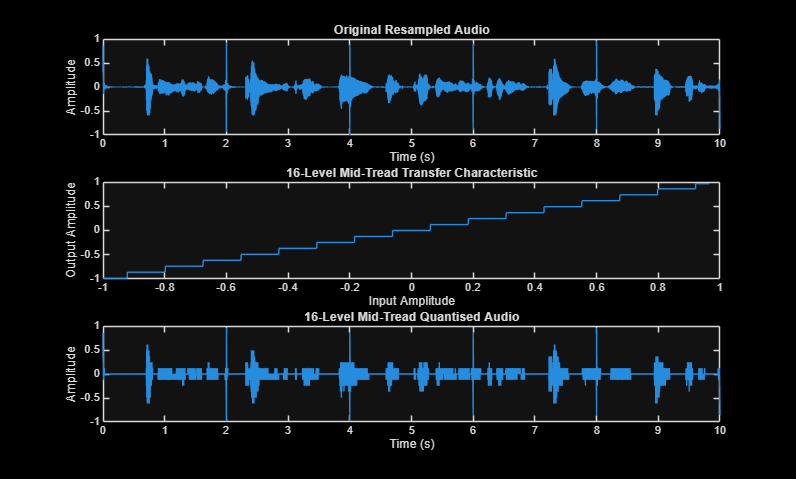 Original Resampled Audio
1
0.5
0
-0.5
-1
Amplitude
0 1 2 3 4 5 6 7 8 9 10
Time (s)
16-Level Mid-Tread Transfer Characteristic
1
0.5
0
-0.5
-1
Output Amplitude
-1 -0.8 -0.6 -0.4 -0.2 0 0.2 0.4 0.6 0.8 1
Input Amplitude
16-Level Mid-Tread Quantised Audio
1
0.5
0
-0.5
-1
Amplitude
0 1 2 3 4 5 6 7 8 9 10
Time (s)